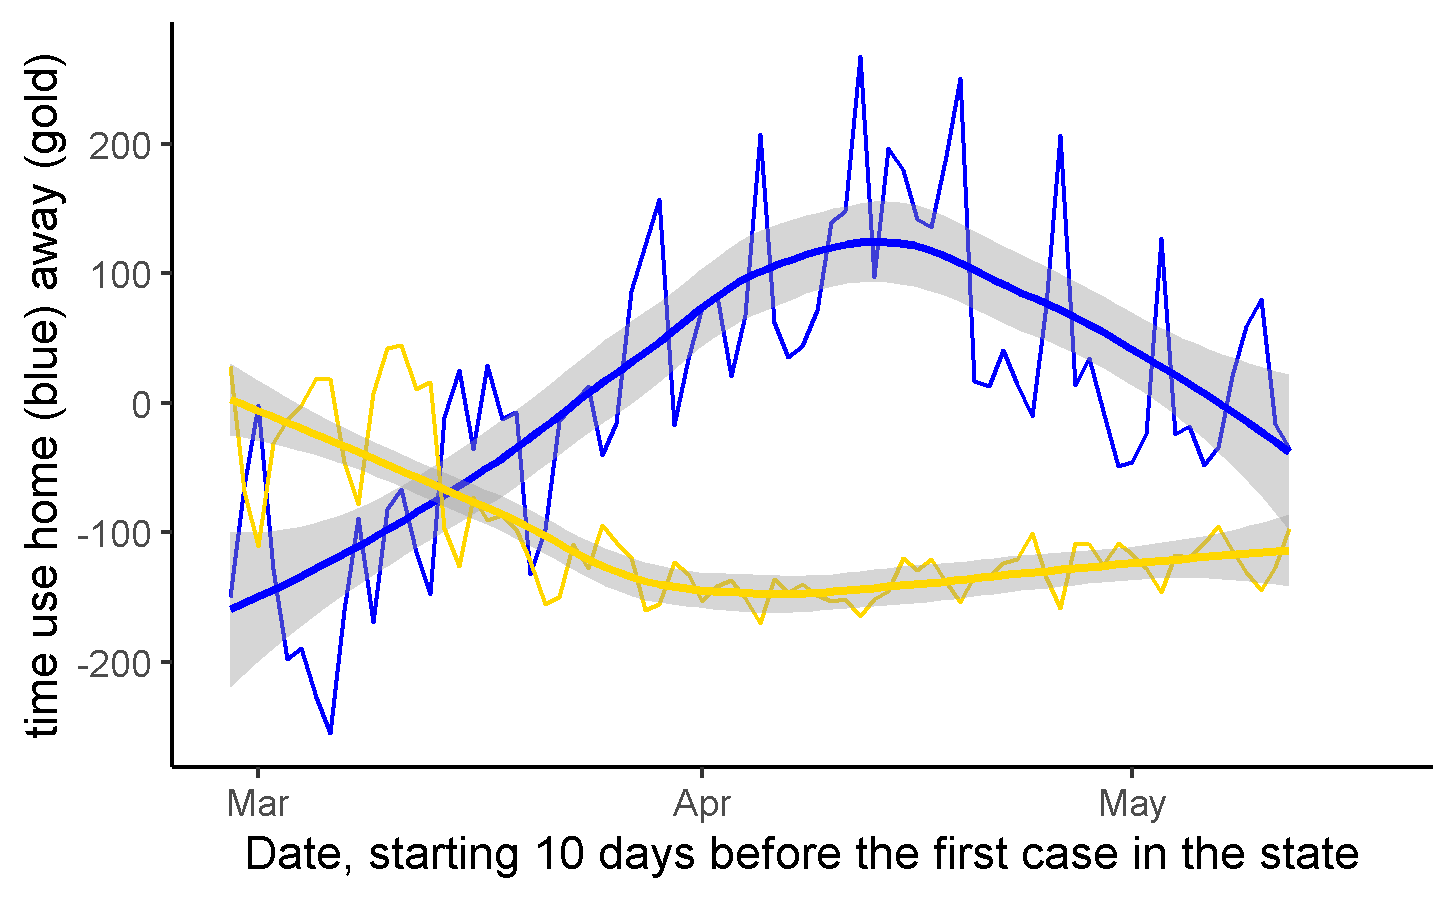 time use home (blue) away (gold)
200
100
0
-100
-200
Mar
Apr
May
Date, starting 10 days before the first case in the state